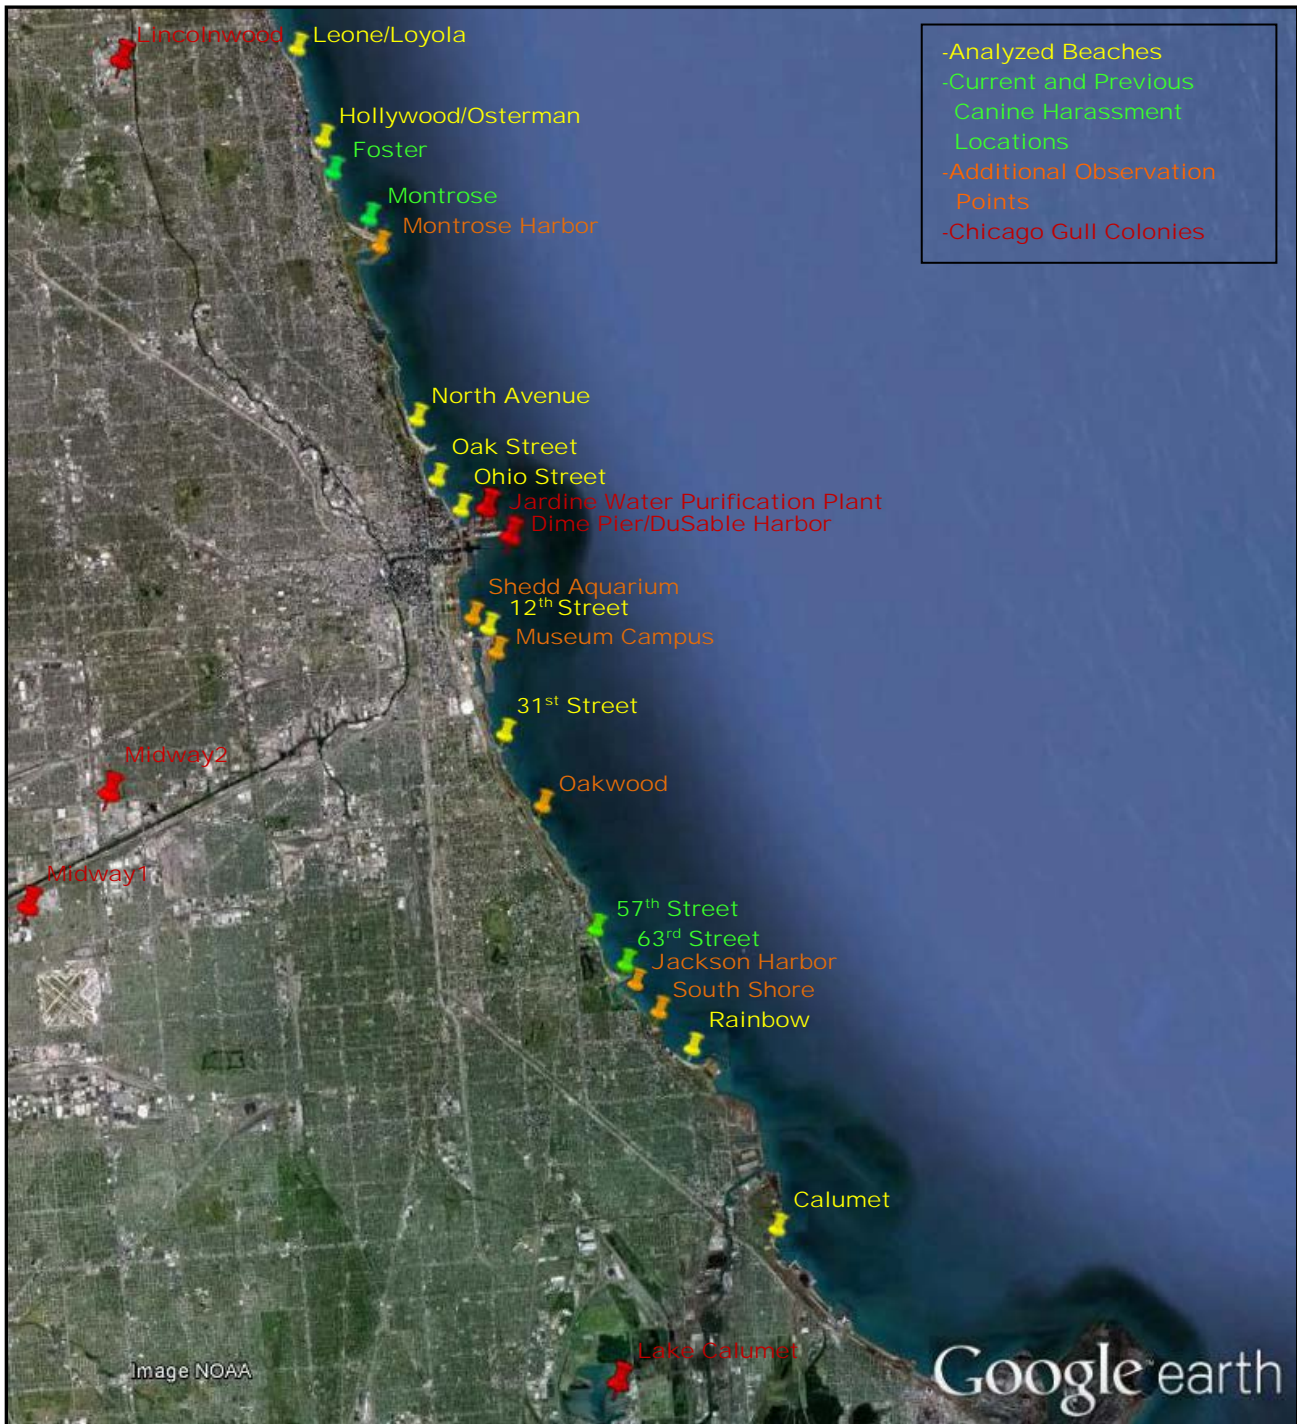 Lincolnwood
Leone/Loyola
-Analyzed Beaches
-Current and Previous
Canine Harassment
Locations
-Additional Observation
Points
-Chicago Gull Colonies
Hollywood/Osterman
Foster
Montrose
Montrose Harbor
North Avenue
Oak Street
Ohio Street
Jardine Water Purification Plant
Dime Pier/DuSable Harbor
Shedd Aquarium
12th Street
Museum Campus
31st Street
Midway2
Oakwood
Midway1
57th Street
63rd Street
Jackson Harbor
South Shore
Rainbow
Calumet
Lake Calumet
Image NOAA
Google earth